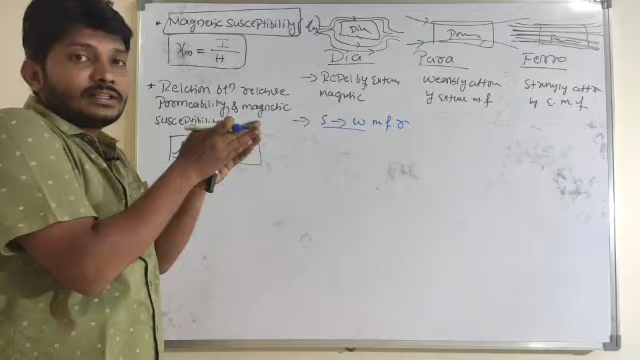 Magnetic susceptibility
χm = I / H
Relation btn relative
Permeability & magnetic
susceptibility
Dia
Para
Ferro
→ Repel by extern
magnetic
weakly attra
by extern m.f
Strongly attra
by E. m. f
→ S → W m f r